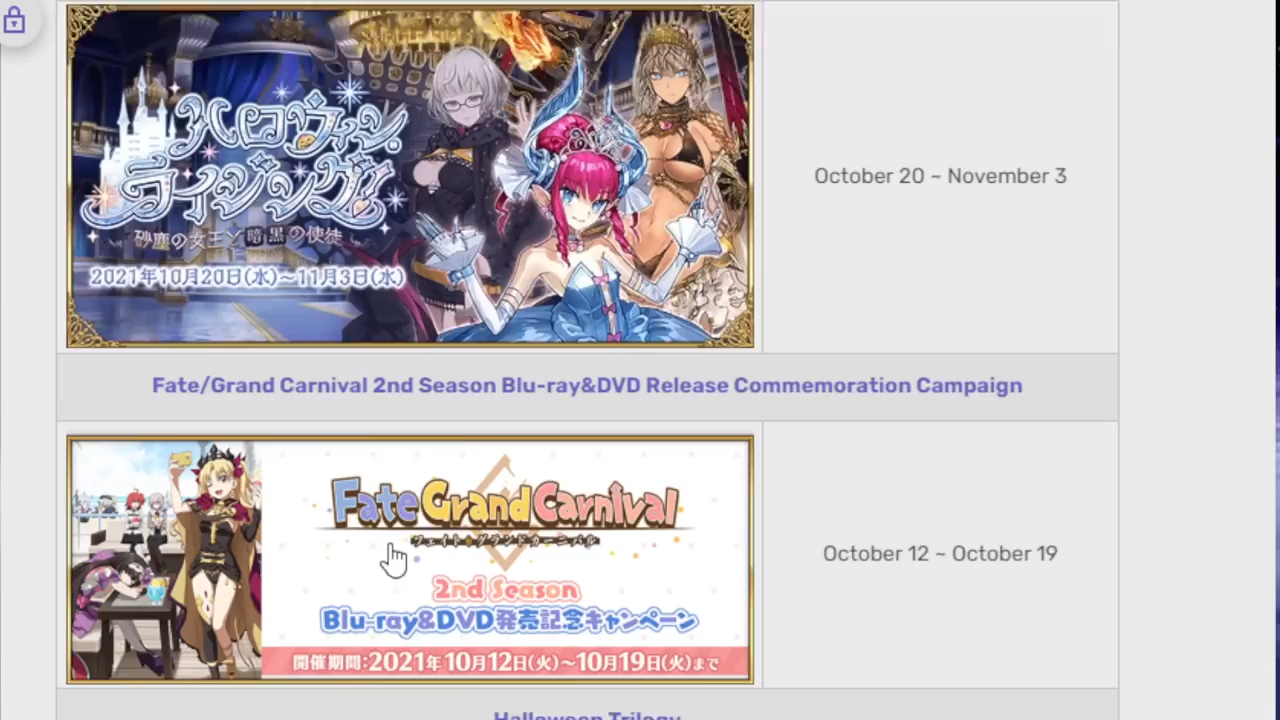 ハロウィン・
ライジング!
砂塵の女王と暗黒の使徒
2021年10月20日(水)~11月3日(水)
October 20 ~ November 3
Fate/Grand Carnival 2nd Season Blu-ray&DVD Release Commemoration Campaign
Fate Grand Carnival
フェイト/グランドカーニバル
2nd Season
Blu-ray&DVD発売記念キャンペーン
開催期間:2021年10月12日(火)~10月19日(火)まで
October 12 ~ October 19
Halloween Trilogy